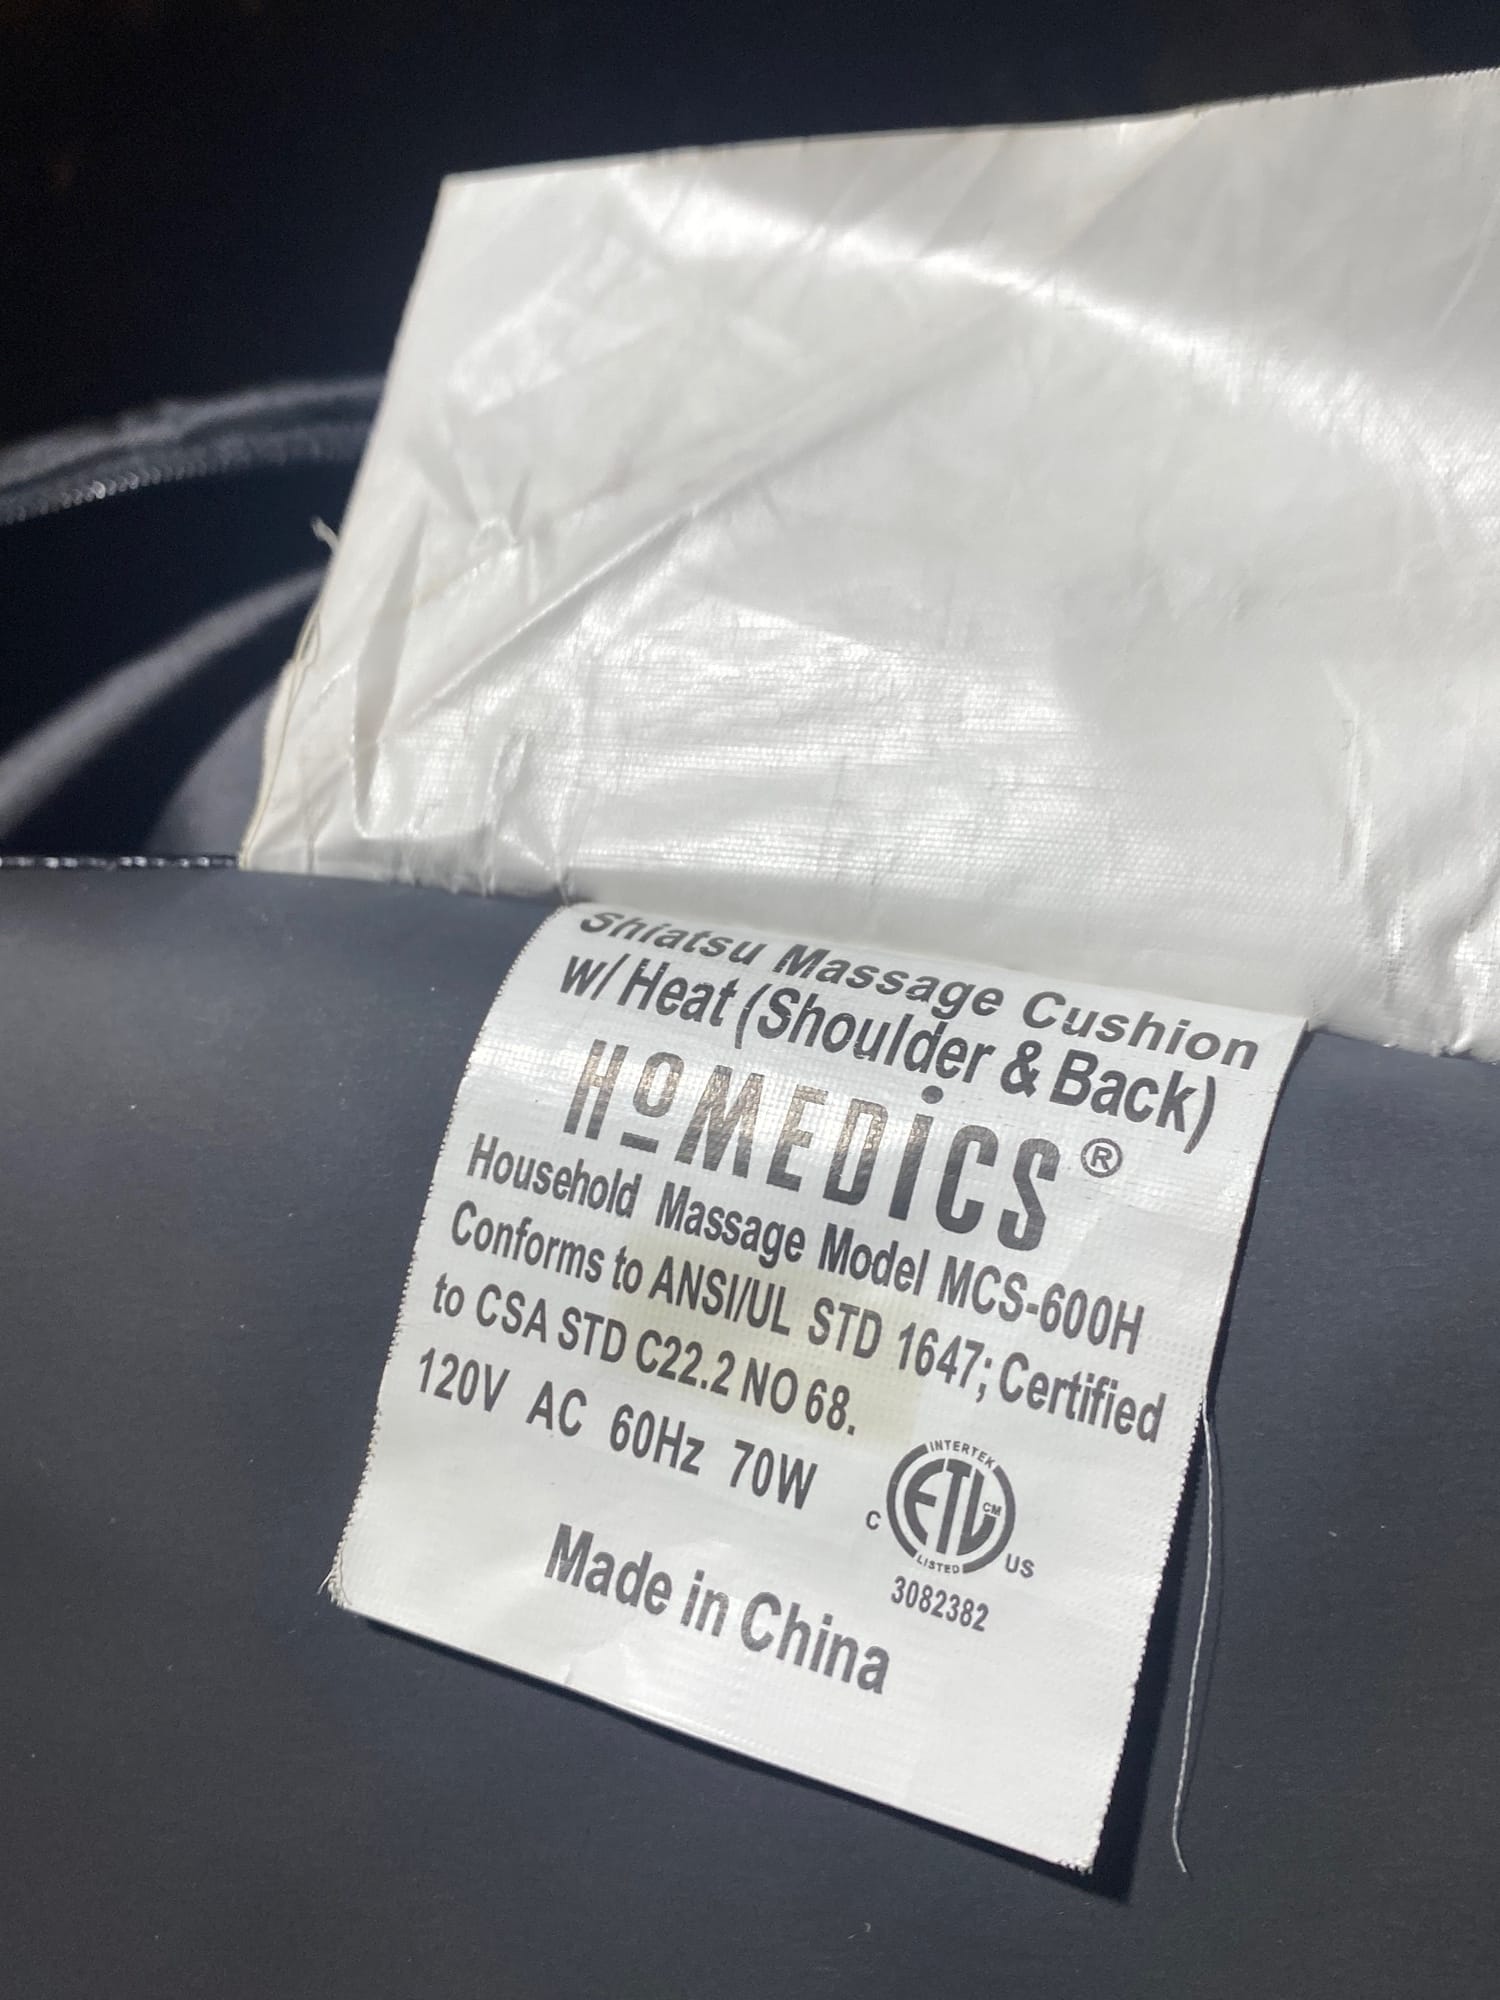 Shiatsu Massage Cushion
w/ Heat (Shoulder & Back)
HoMEDiCS®
Household Massage Model MCS-600H
Conforms to ANSI/UL STD 1647; Certified
to CSA STD C22.2 NO 68.
120V AC 60Hz 70W
INTERTEK
ETL CM
C US
LISTED
3082382
Made in China